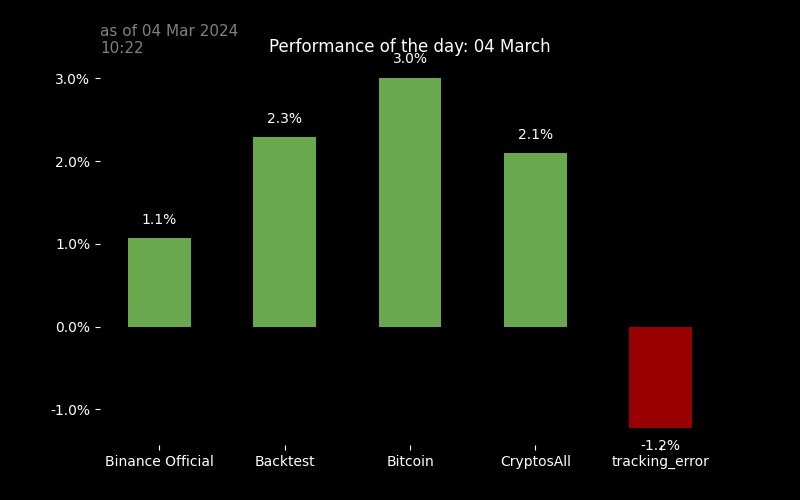 as of 04 Mar 2024
10:22
Performance of the day: 04 March
3.0%
2.0%
1.0%
0.0%
-1.0%
1.1%
2.3%
3.0%
2.1%
-1.2%
Binance Official
Backtest
Bitcoin
CryptosAll
tracking_error